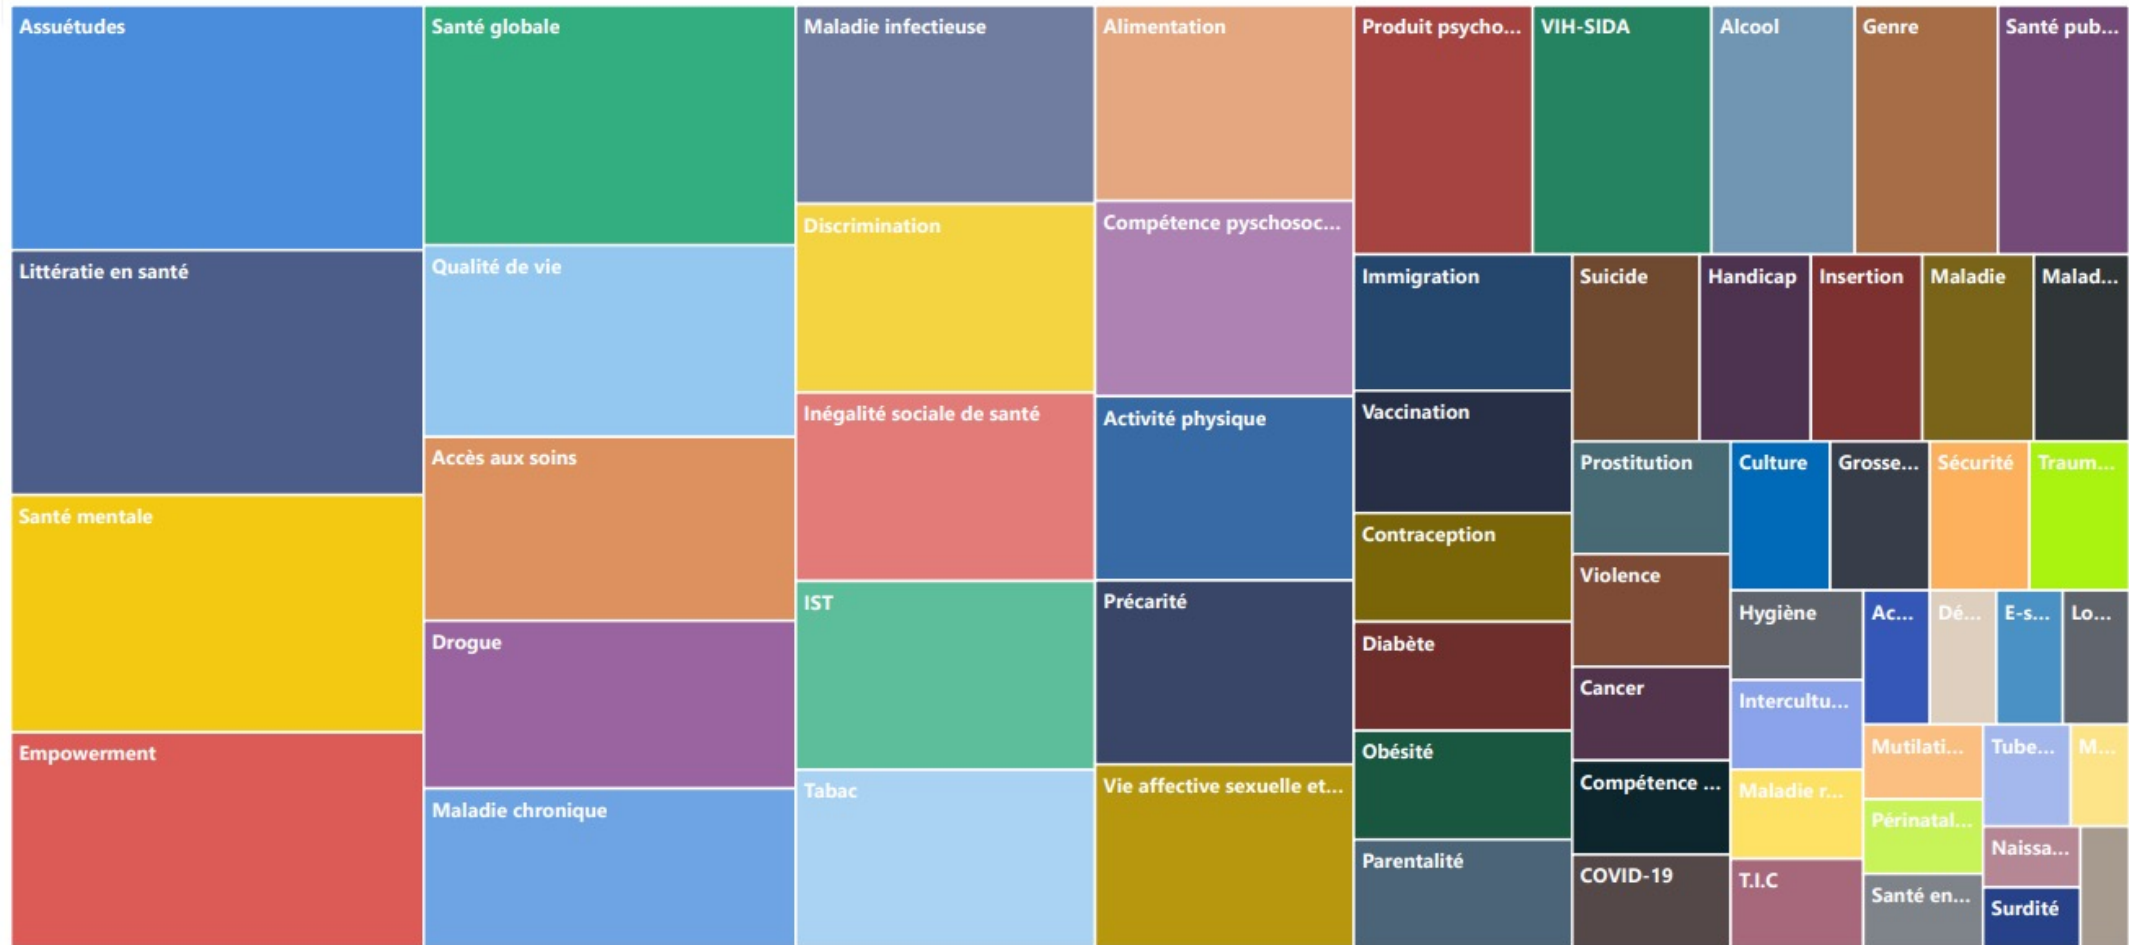 Assuétudes
Littératie en santé
Santé mentale
Empowerment
Santé globale
Qualité de vie
Accès aux soins
Drogue
Maladie chronique
Maladie infectieuse
Discrimination
Inégalité sociale de santé
IST
Tabac
Alimentation
Compétence pyschosoc...
Activité physique
Précarité
Vie affective sexuelle et...
Produit psycho...
VIH-SIDA
Alcool
Genre
Santé pub...
Immigration
Vaccination
Contraception
Diabète
Obésité
Parentalité
Suicide
Handicap
Insertion
Maladie
Malad...
Prostitution
Violence
Cancer
Compétence ...
COVID-19
Culture
Grosse...
Sécurité
Traum...
Hygiène
Intercultu...
Maladie r...
T.I.C
Ac...
Dé...
E-s...
Lo...
Mutilati...
Périnatal...
Santé en...
Tube...
M...
Naissa...
Surdité